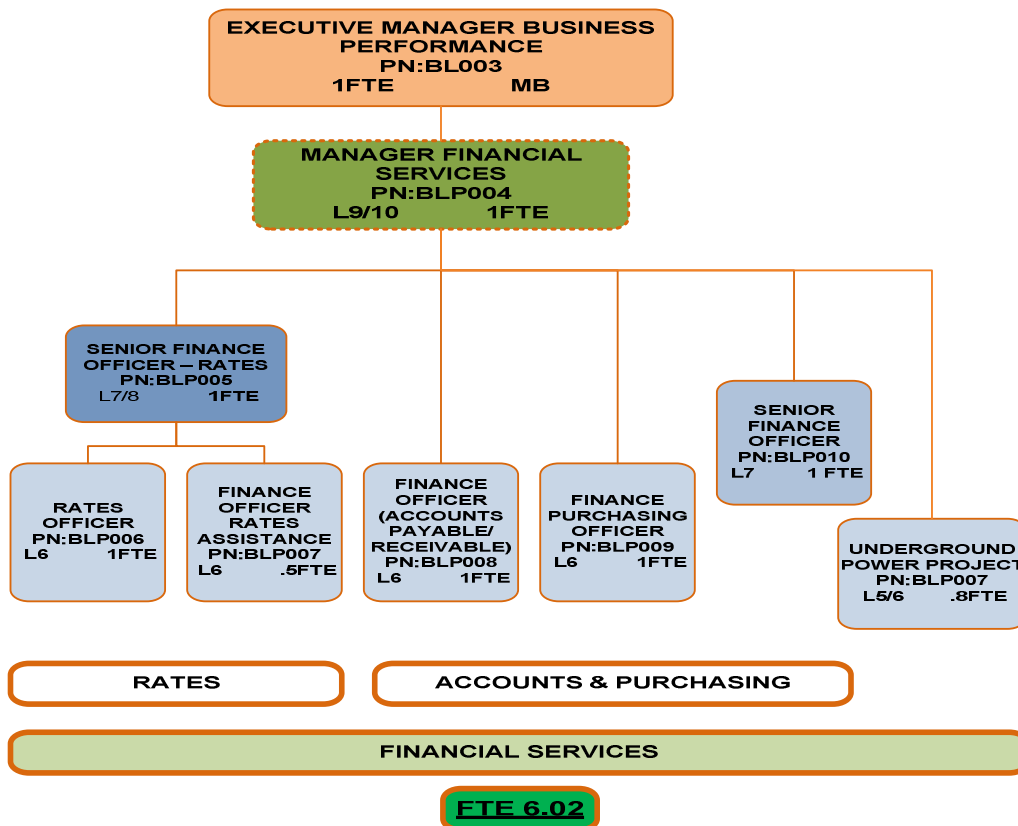 EXECUTIVE MANAGER BUSINESS
PERFORMANCE
PN:BL003
1FTE MB
MANAGER FINANCIAL
SERVICES
PN:BLP004
L9/10 1FTE
SENIOR FINANCE
OFFICER – RATES
PN:BLP005
L7/8 1FTE
RATES
OFFICER
PN:BLP006
L6 1FTE
FINANCE
OFFICER
RATES
ASSISTANCE
PN:BLP007
L6 .5FTE
FINANCE
OFFICER
(ACCOUNTS
PAYABLE/
RECEIVABLE)
PN:BLP008
L6 1FTE
FINANCE
PURCHASING
OFFICER
PN:BLP009
L6 1FTE
SENIOR
FINANCE
OFFICER
PN:BLP010
L7 1 FTE
UNDERGROUND
POWER PROJECT
PN:BLP007
L5/6 .8FTE
RATES
ACCOUNTS & PURCHASING
FINANCIAL SERVICES
FTE 6.02